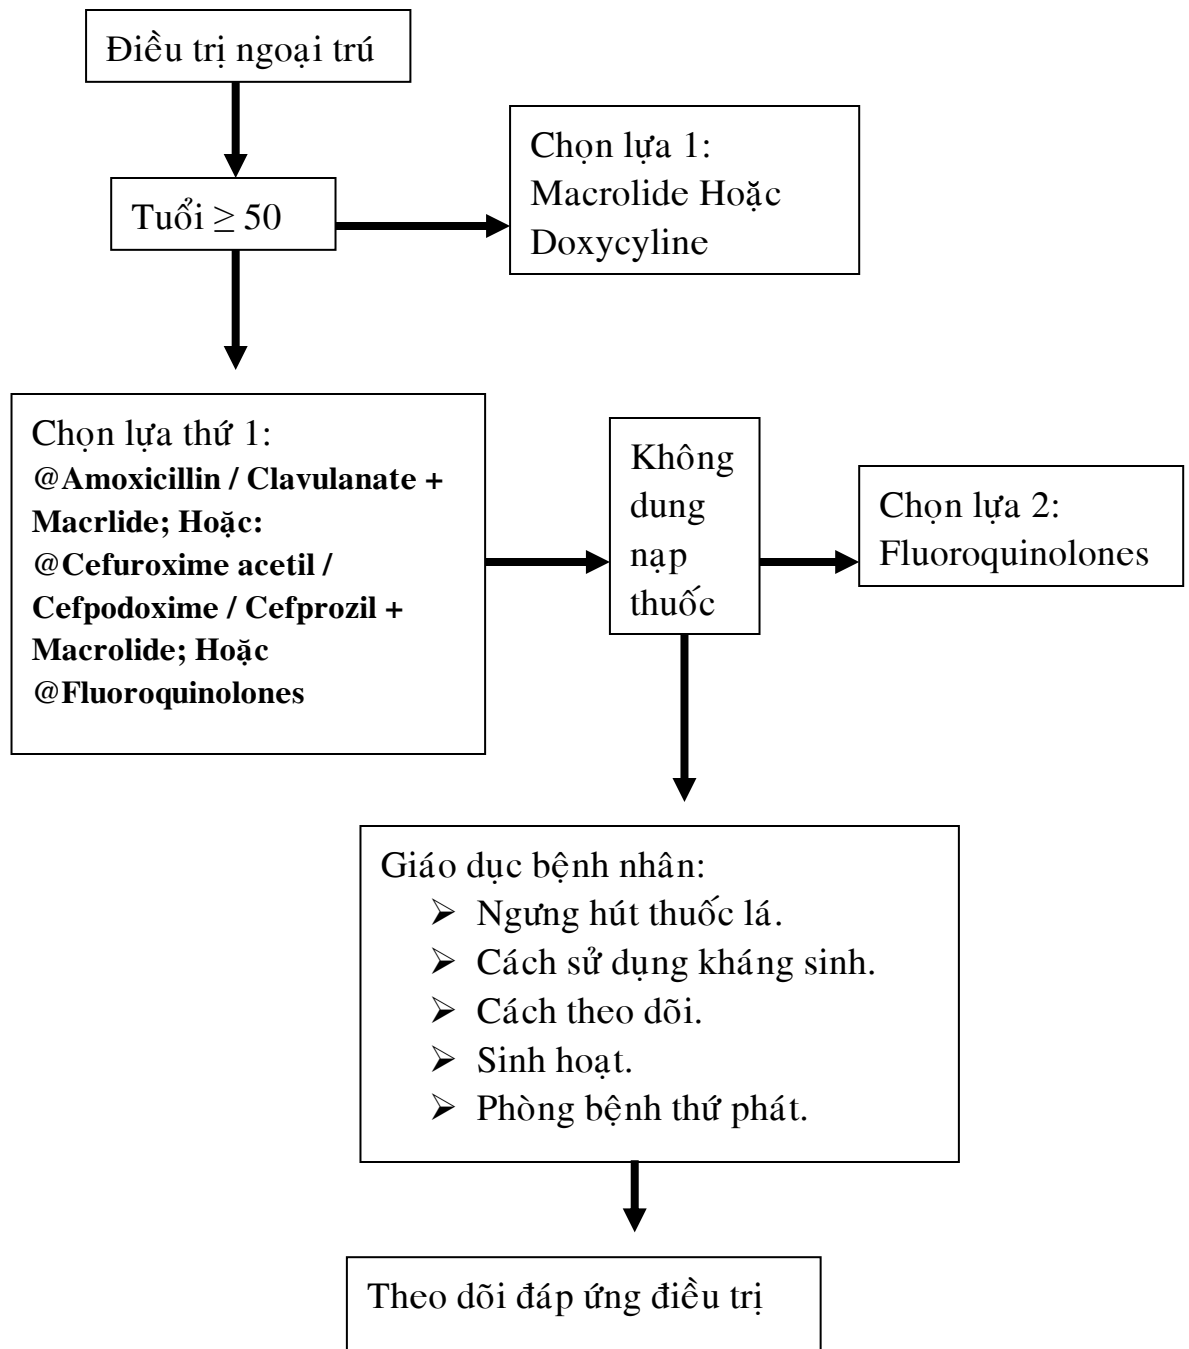 Điều trị ngoại trú
Chọn lựa 1:
Macrolide Hoặc
Doxycyline
Tuổi ≥ 50
Chọn lựa thứ 1:
@Amoxicillin / Clavulanate +
Macrlide; Hoặc:
@Cefuroxime acetil /
Cefpodoxime / Cefprozil +
Macrolide; Hoặc
@Fluoroquinolones
Không
dung
nạp
thuốc
Chọn lựa 2:
Fluoroquinolones
Giáo dục bệnh nhân:
➢ Ngưng hút thuốc lá.
➢ Cách sử dụng kháng sinh.
➢ Cách theo dõi.
➢ Sinh hoạt.
➢ Phòng bệnh thứ phát.
Theo dõi đáp ứng điều trị